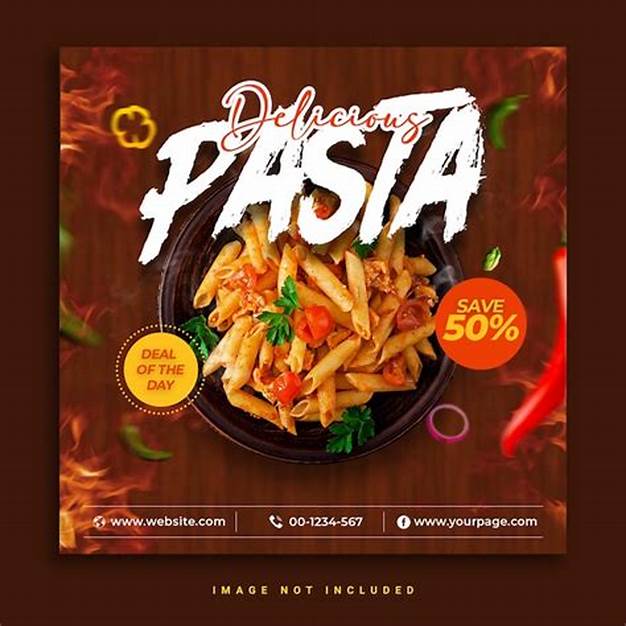 Delicious
PASTA
SAVE
50%
DEAL
OF THE
DAY
www.website.com
00-1234-567
www.yourpage.com
IMAGE NOT INCLUDED